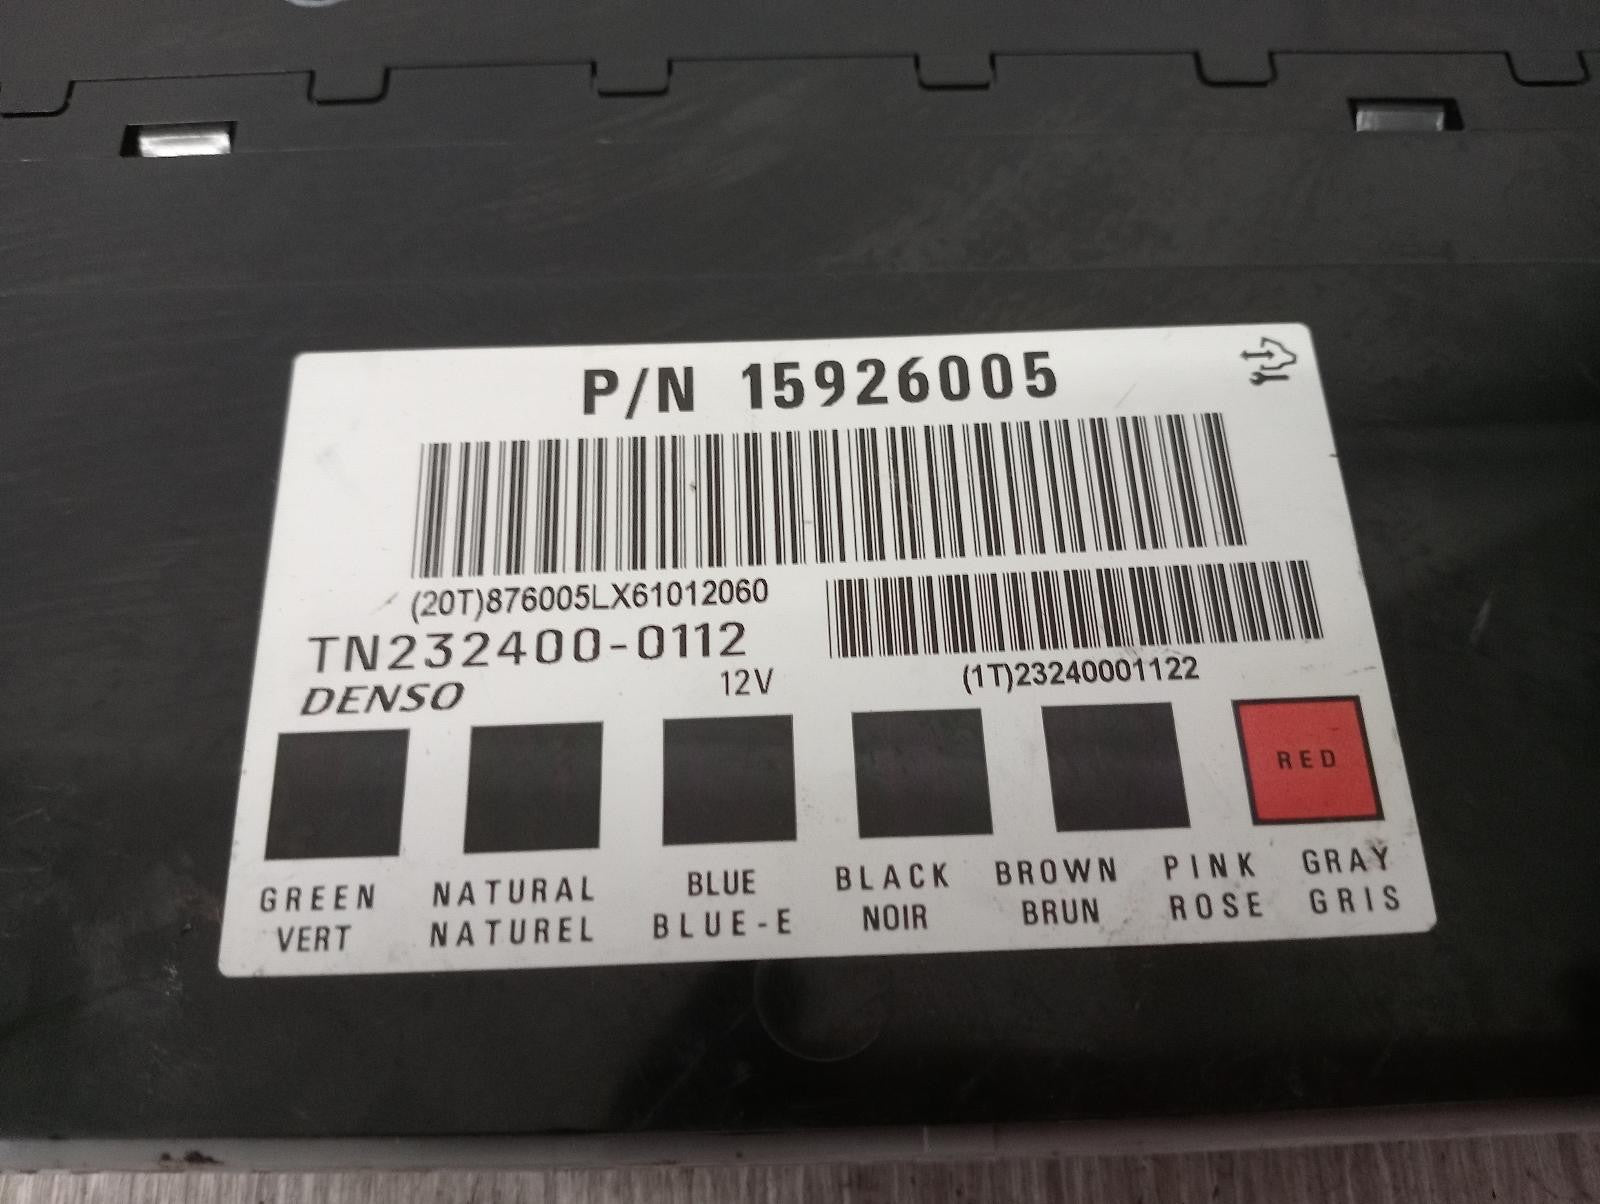 P/N 15926005
(20T)876005LX61012060
TN232400-0112
(1T)23240001122
DENSO
12V
RED
GREEN NATURAL BLUE BLACK BROWN PINK GRAY
VERT NATUREL BLUE-E NOIR BRUN ROSE GRIS